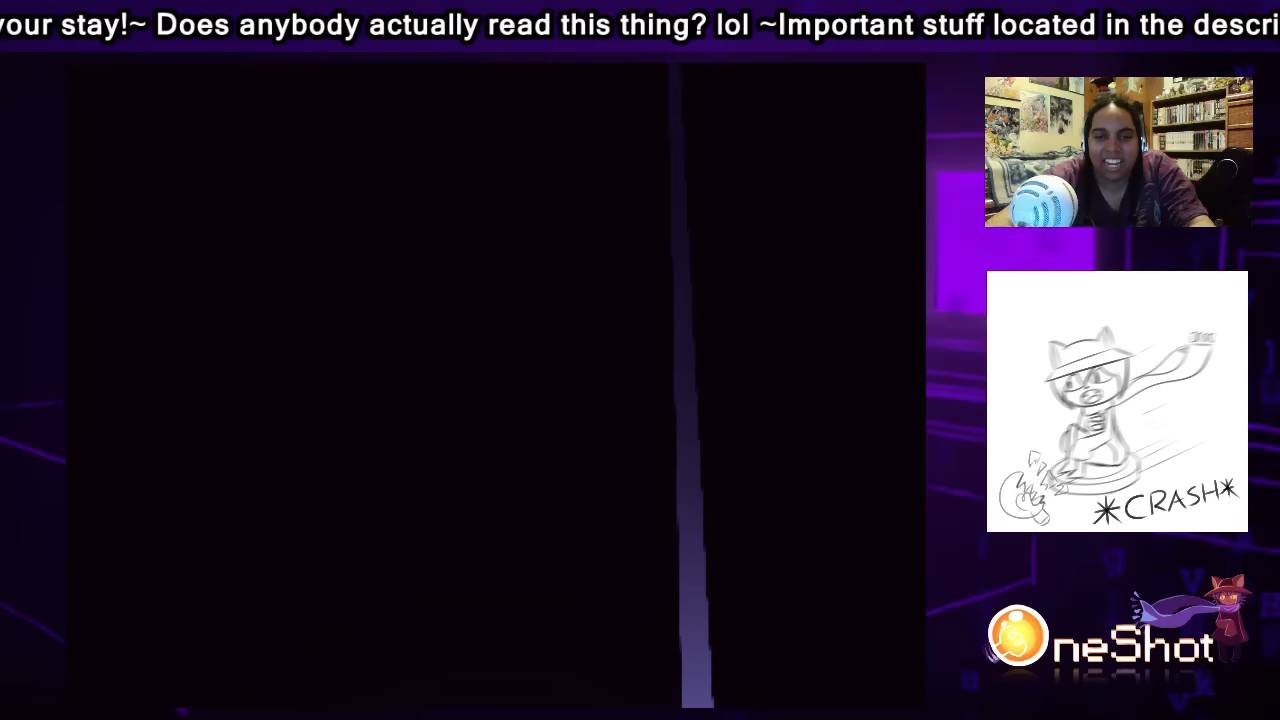 your stay!~ Does anybody actually read this thing? lol ~Important stuff located in the descri
*CRASH*
OneShot